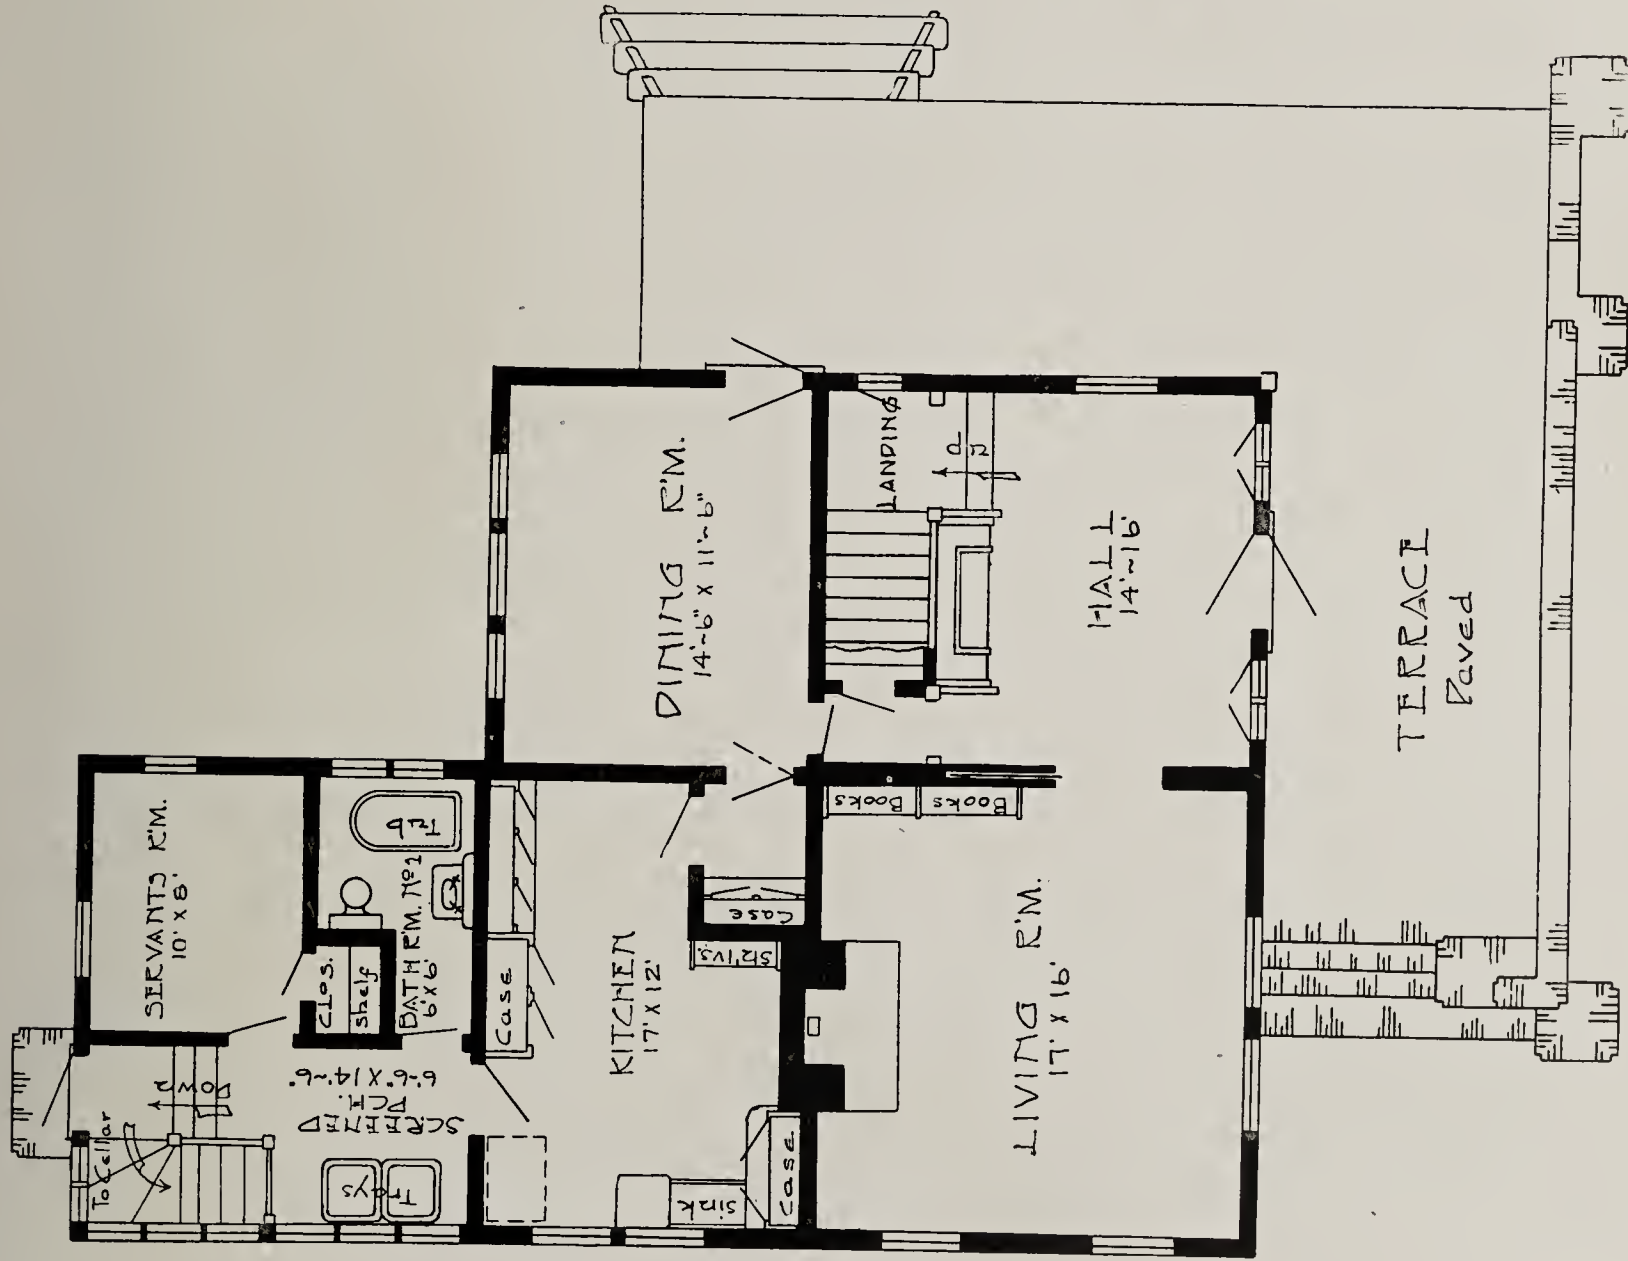 SERVANTS R'M.
10' X 8'
CLOS.
Shelf
BATH R'M. No 1
6' X 6'
Tub
To Cellar
Down
SCREENED
PCH.
6'-6" X 14'-6"
Trays
DINING R'M.
14'-6" X 11'-6"
KITCHEN
17' X 12'
Case
Case
Sh'lvs.
Sink
Case
LANDING
Up
HALL
14'-16'
Books
Books
LIVING R'M.
17' X 16'
TERRACE
Paved